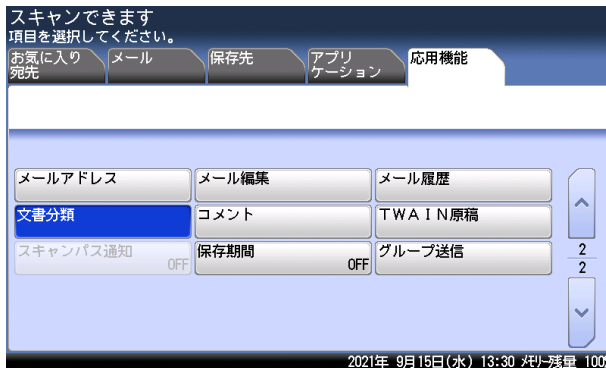 スキャンできます
項目を選択してください。
お気に入り
宛先
メール
保存先
アプリ
ケーション
応用機能
メールアドレス
メール編集
メール履歴
文書分類
コメント
TWAIN原稿
スキャンパス通知
OFF
保存期間
OFF
グループ送信
2
2
2021年 9月15日(水) 13:30 メモリー残量 100%